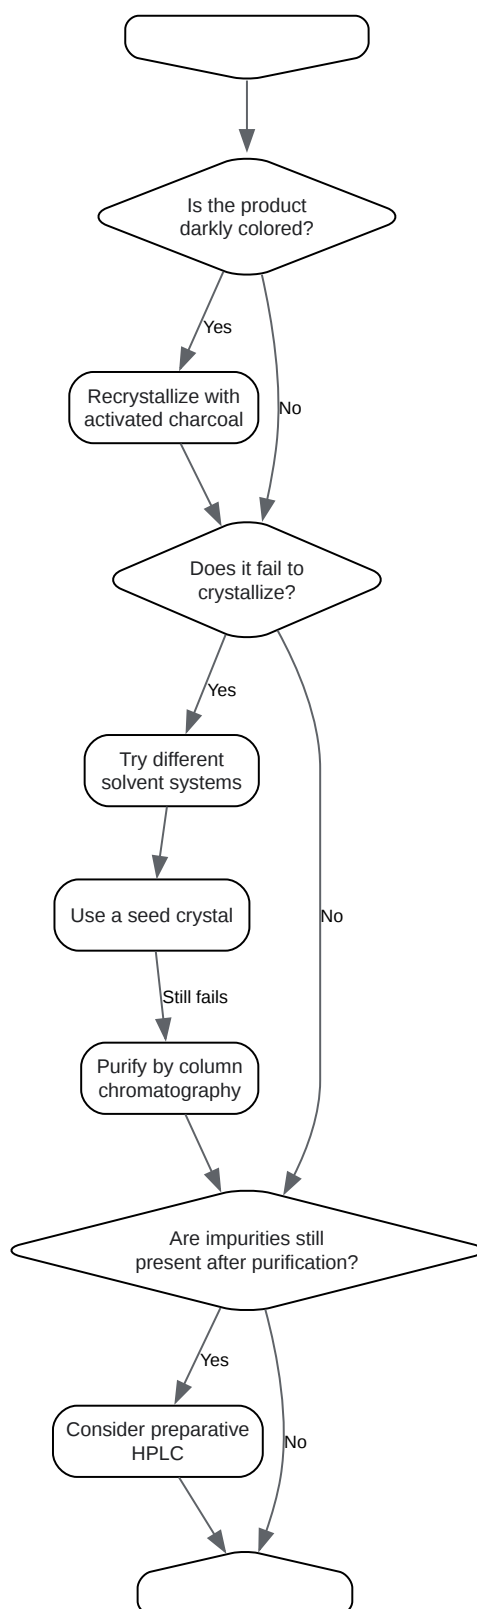 Is the product
darkly colored?
Yes
Recrystallize with
activated charcoal
No
Does it fail to
crystallize?
Yes
Try different
solvent systems
Use a seed crystal
No
Still fails
Purify by column
chromatography
Are impurities still
present after purification?
Yes
Consider preparative
HPLC
No